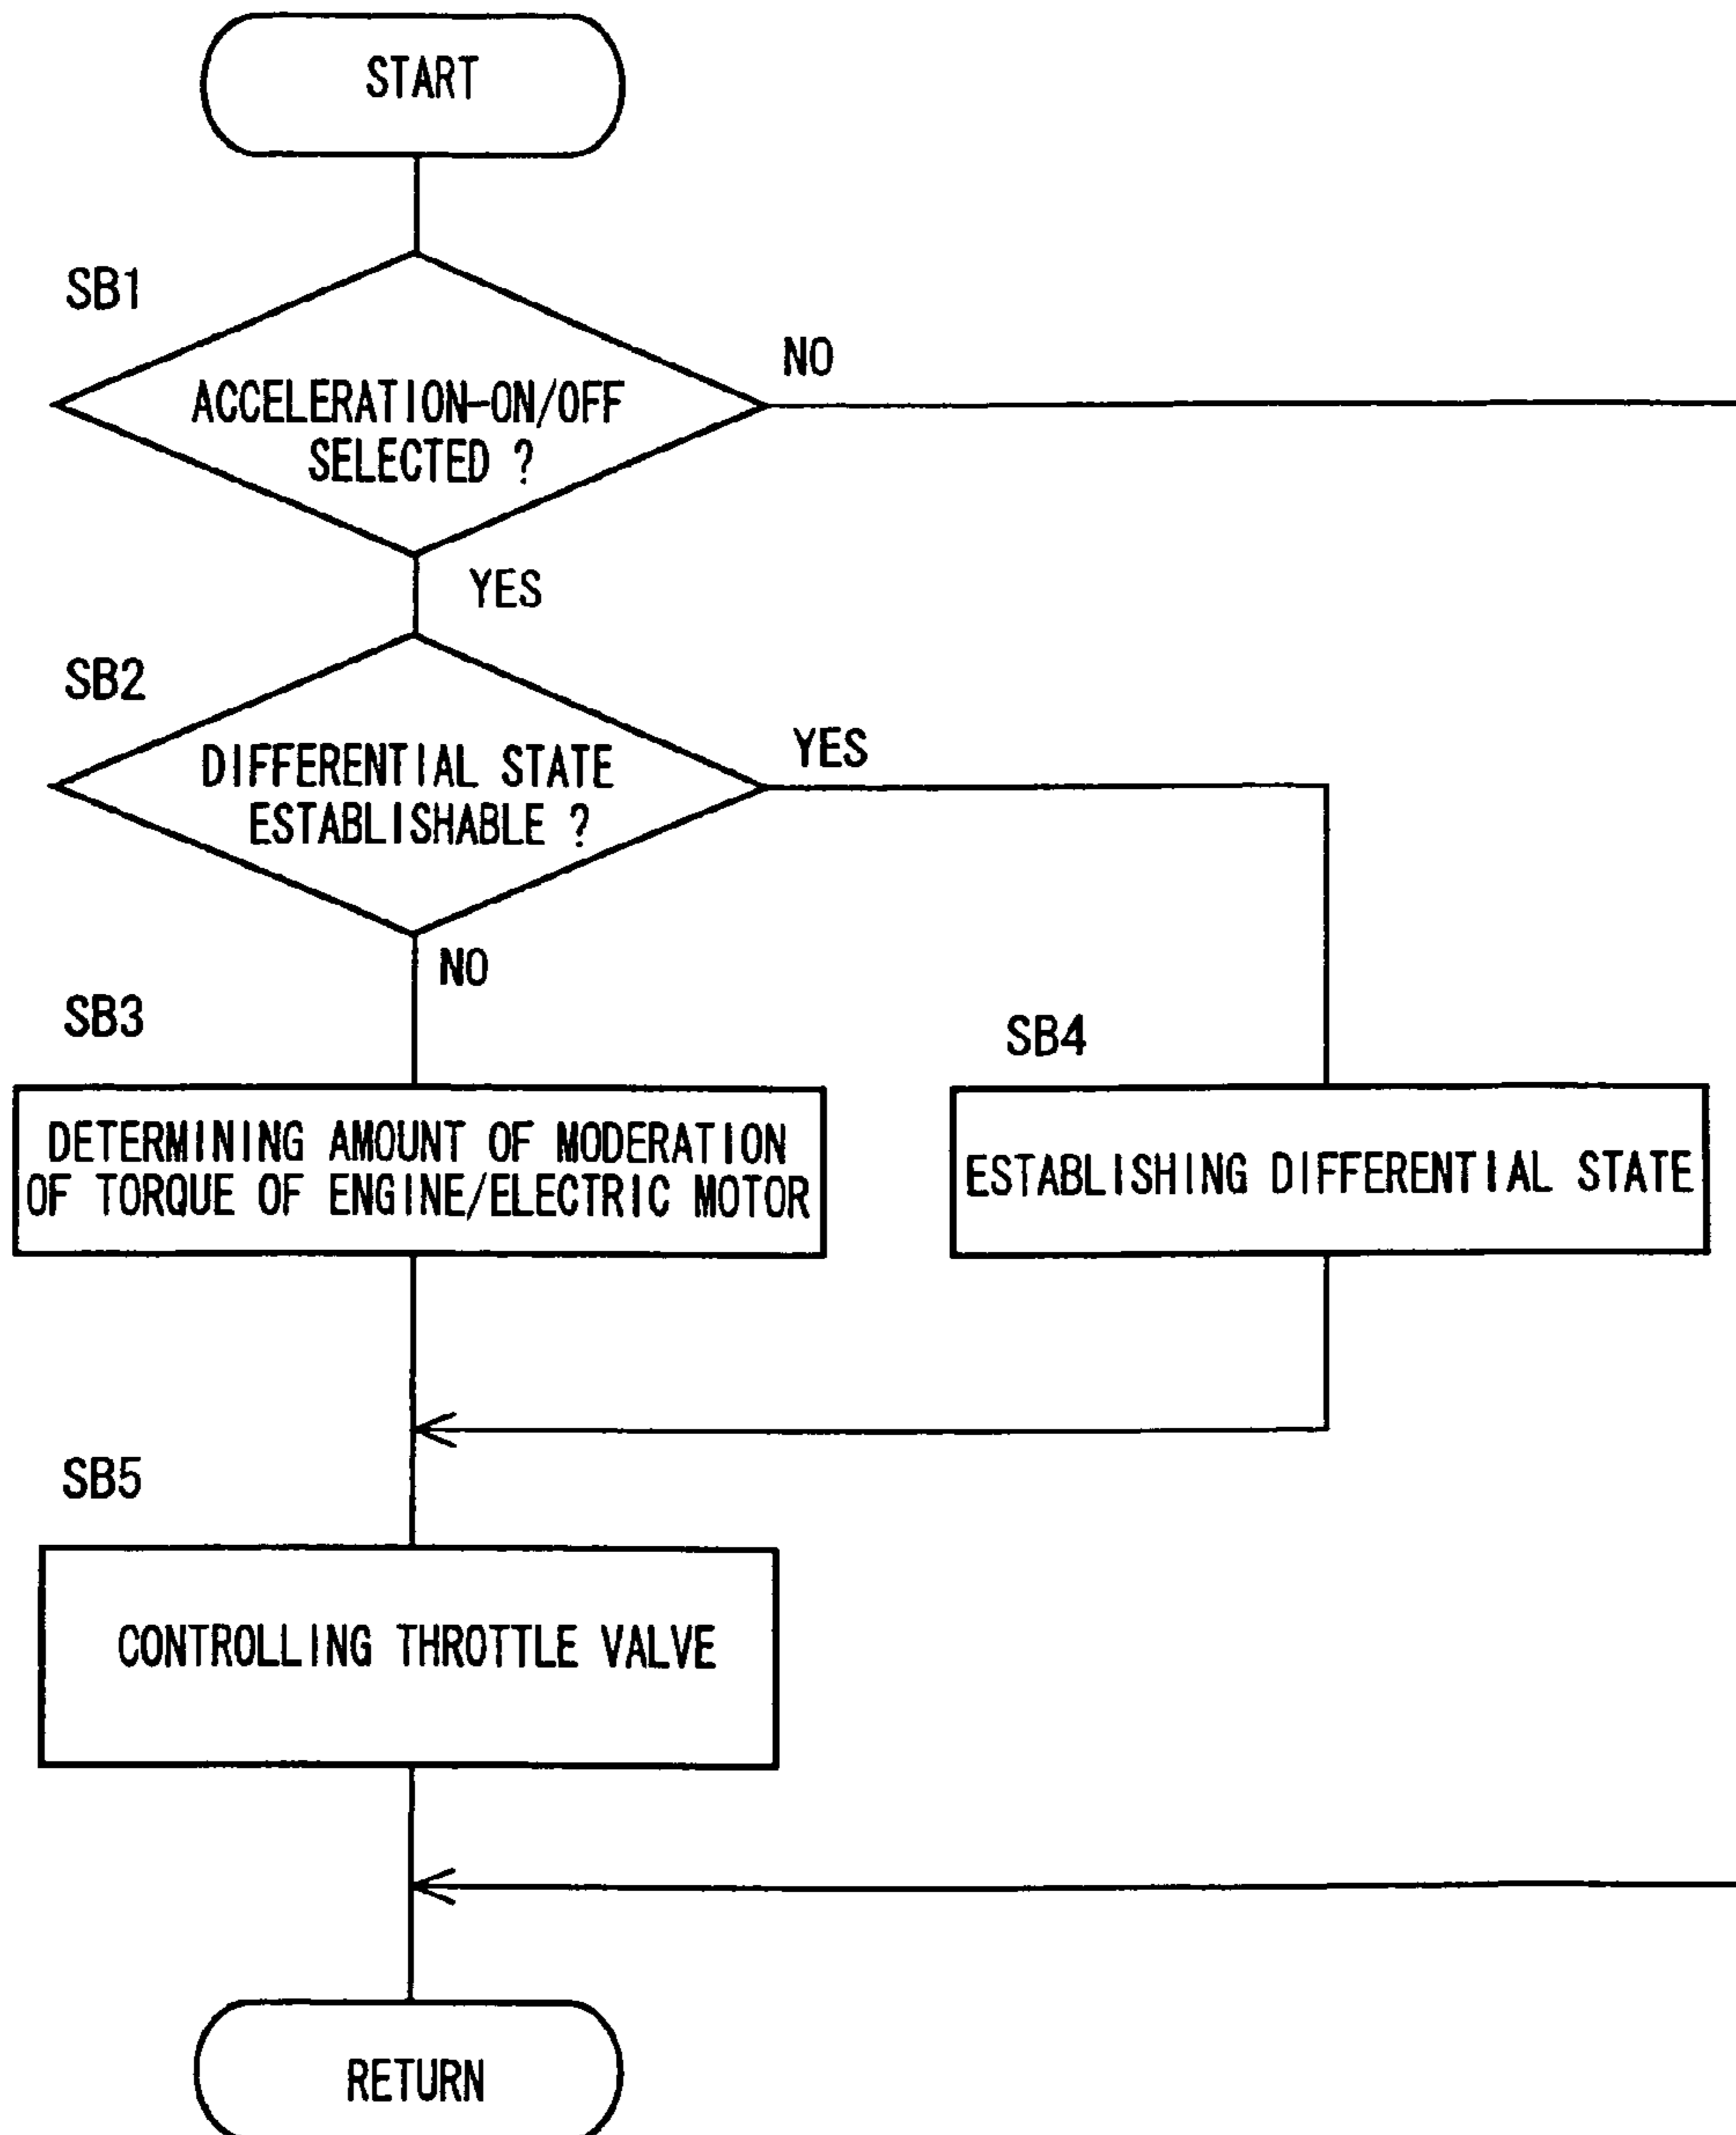 START
SB1
NO
ACCELERATION-ON/OFF
SELECTED ?
YES
SB2
YES
DIFFERENTIAL STATE
ESTABLISHABLE ?
NO
SB3
SB4
DETERMINING AMOUNT OF MODERATION
OF TORQUE OF ENGINE/ELECTRIC MOTOR
ESTABLISHING DIFFERENTIAL STATE
SB5
CONTROLLING THROTTLE VALVE
RETURN